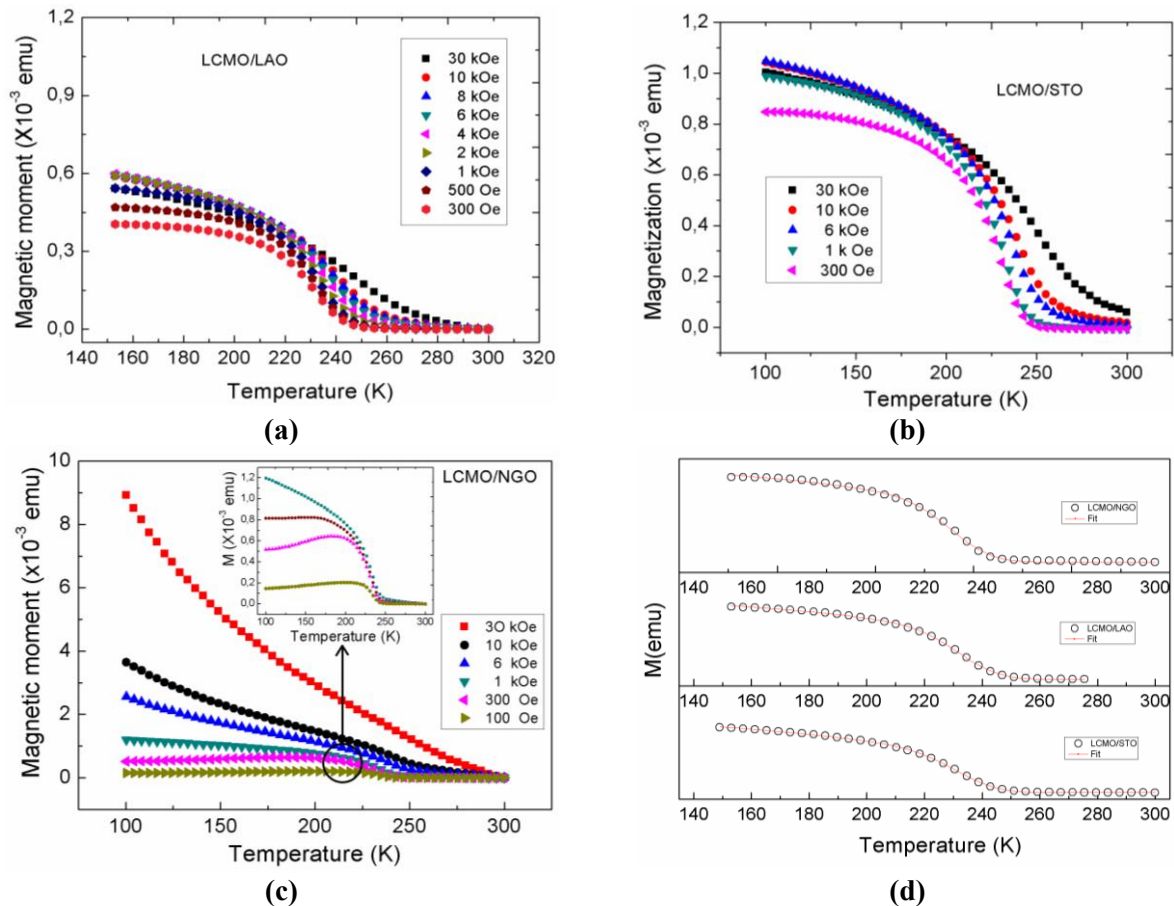 1,2
0,9
0,6
0,3
0,0
Magnetic moment (X10⁻³ emu)
LCMO/LAO
30 kOe
10 kOe
8 kOe
6 kOe
4 kOe
2 kOe
1 kOe
500 Oe
300 Oe
140 160 180 200 220 240 260 280 300 320
Temperature (K)
(a)
1,2
1,0
0,8
0,6
0,4
0,2
0,0
Magnetization (x10⁻³ emu)
LCMO/STO
30 kOe
10 kOe
6 kOe
1 k Oe
300 Oe
100 150 200 250 300
Temperature (K)
(b)
10
8
6
4
2
0
Magnetic moment (x10⁻³ emu)
LCMO/NGO
1,2
1,0
0,8
0,6
0,4
0,2
0,0
M (X10⁻³ emu)
100 150 200 250 300
Temperature (K)
3O kOe
10 kOe
6 kOe
1 kOe
300 Oe
100 Oe
100 150 200 250 300
Temperature (K)
(c)
M(emu)
LCMO/NGO
Fit
140 160 180 200 220 240 260 280 300
LCMO/LAO
Fit
140 160 180 200 220 240 260 280 300
LCMO/STO
Fit
140 160 180 200 220 240 260 280 300
Temperature (K)
(d)